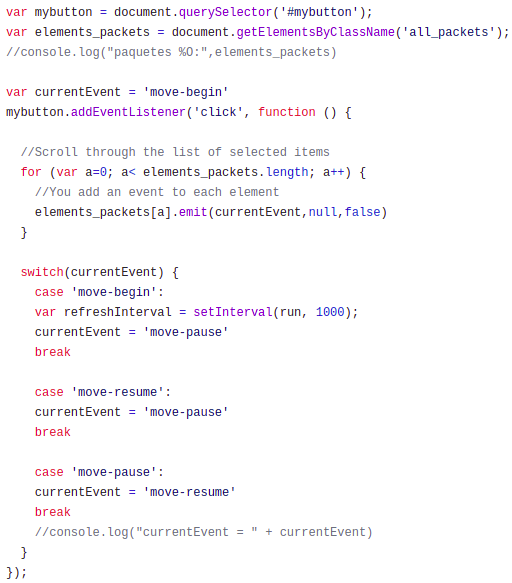 var mybutton = document.querySelector('#mybutton');
var elements_packets = document.getElementsByClassName('all_packets');
//console.log("paquetes %O:",elements_packets)

var currentEvent = 'move-begin'
mybutton.addEventListener('click', function () {

  //Scroll through the list of selected items
  for (var a=0; a< elements_packets.length; a++) {
    //You add an event to each element
    elements_packets[a].emit(currentEvent,null,false)
  }

  switch(currentEvent) {
    case 'move-begin':
    var refreshInterval = setInterval(run, 1000);
    currentEvent = 'move-pause'
    break

    case 'move-resume':
    currentEvent = 'move-pause'
    break

    case 'move-pause':
    currentEvent = 'move-resume'
    break
    //console.log("currentEvent = " + currentEvent)
  }
});